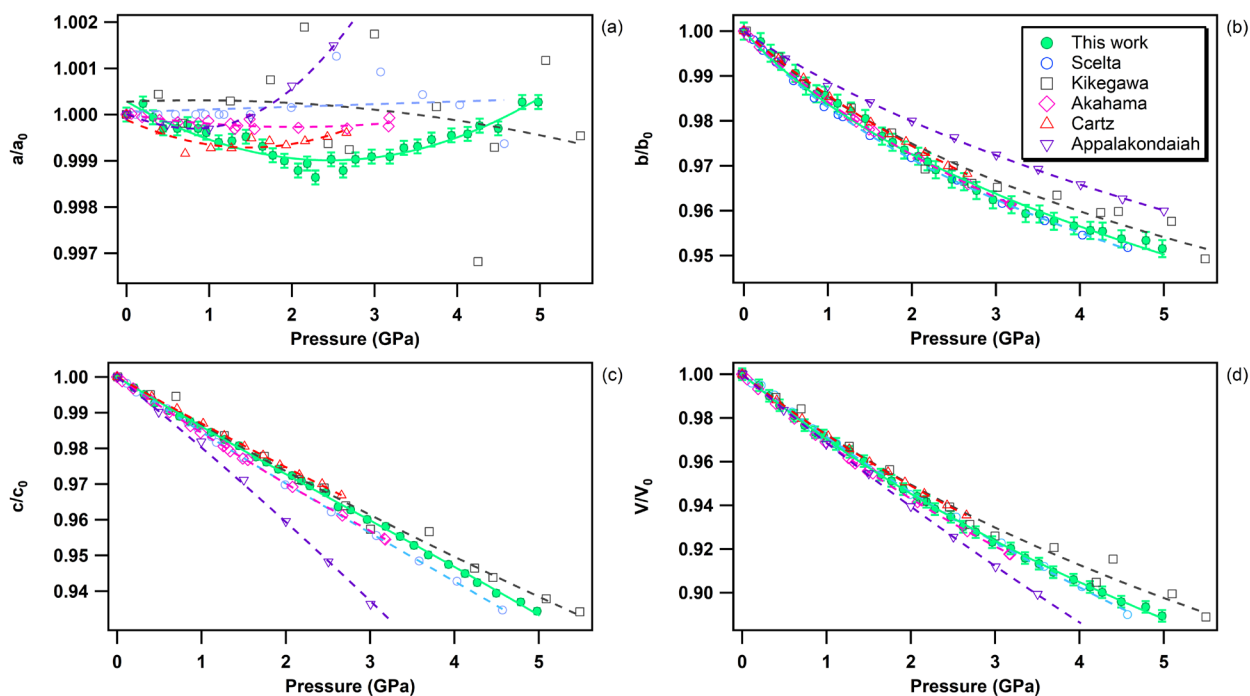 (a)
1.002
1.001
1.000
0.999
0.998
0.997
a/a0
0 1 2 3 4 5
Pressure (GPa)
(b)
1.00
0.99
0.98
0.97
0.96
0.95
b/b0
This work
Scelta
Kikegawa
Akahama
Cartz
Appalakondaiah
0 1 2 3 4 5
Pressure (GPa)
(c)
1.00
0.99
0.98
0.97
0.96
0.95
0.94
c/c0
0 1 2 3 4 5
Pressure (GPa)
(d)
1.00
0.98
0.96
0.94
0.92
0.90
V/V0
0 1 2 3 4 5
Pressure (GPa)